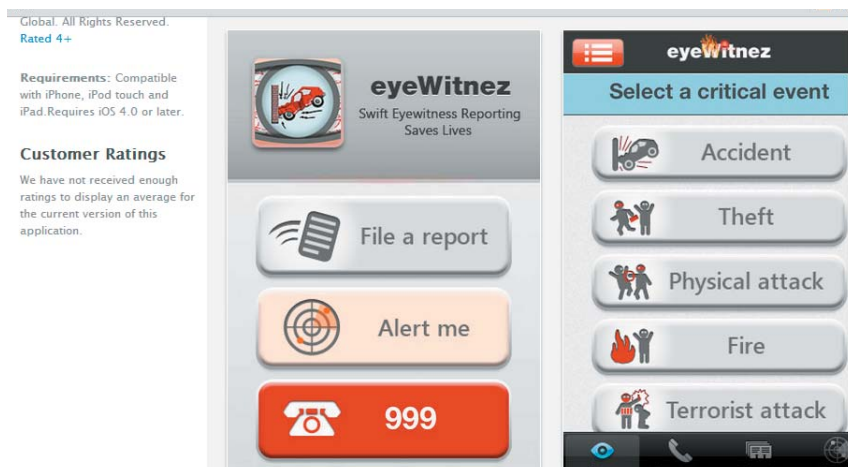 Global. All Rights Reserved.
Rated 4+
Requirements: Compatible
with iPhone, iPod touch and
iPad.Requires iOS 4.0 or later.
Customer Ratings
We have not received enough
ratings to display an average for
the current version of this
application.
eyeWitnez
Swift Eyewitness Reporting
Saves Lives
File a report
Alert me
999
eyeWitnez
Select a critical event
Accident
Theft
Physical attack
Fire
Terrorist attack